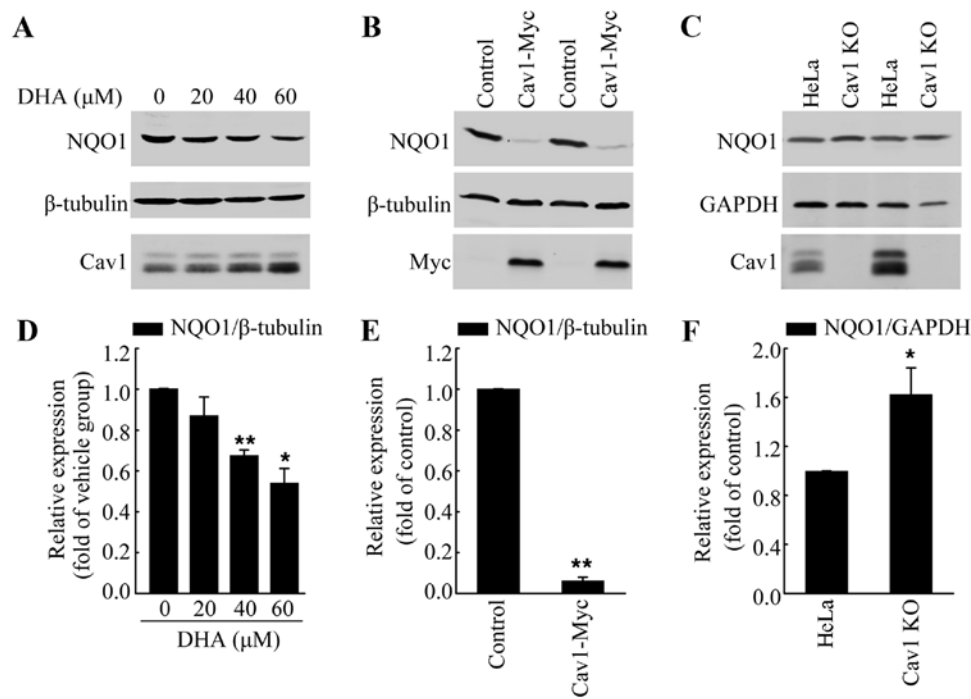 A
DHA (μM) 0 20 40 60
NQO1
β-tubulin
Cav1
B
Control Cav1-Myc Control Cav1-Myc
NQO1
β-tubulin
Myc
C
HeLa Cav1 KO HeLa Cav1 KO
NQO1
GAPDH
Cav1
D
NQO1/β-tubulin
Relative expression
(fold of vehicle group)
1.2
1.0
0.8
0.6
0.4
0.2
0.0
**
*
0 20 40 60
DHA (μM)
E
NQO1/β-tubulin
Relative expression
(fold of control)
1.2
1.0
0.8
0.6
0.4
0.2
0.0
**
Control Cav1-Myc
F
NQO1/GAPDH
Relative expression
(fold of control)
2.0
1.6
1.2
0.8
0.4
0.0
*
HeLa Cav1 KO